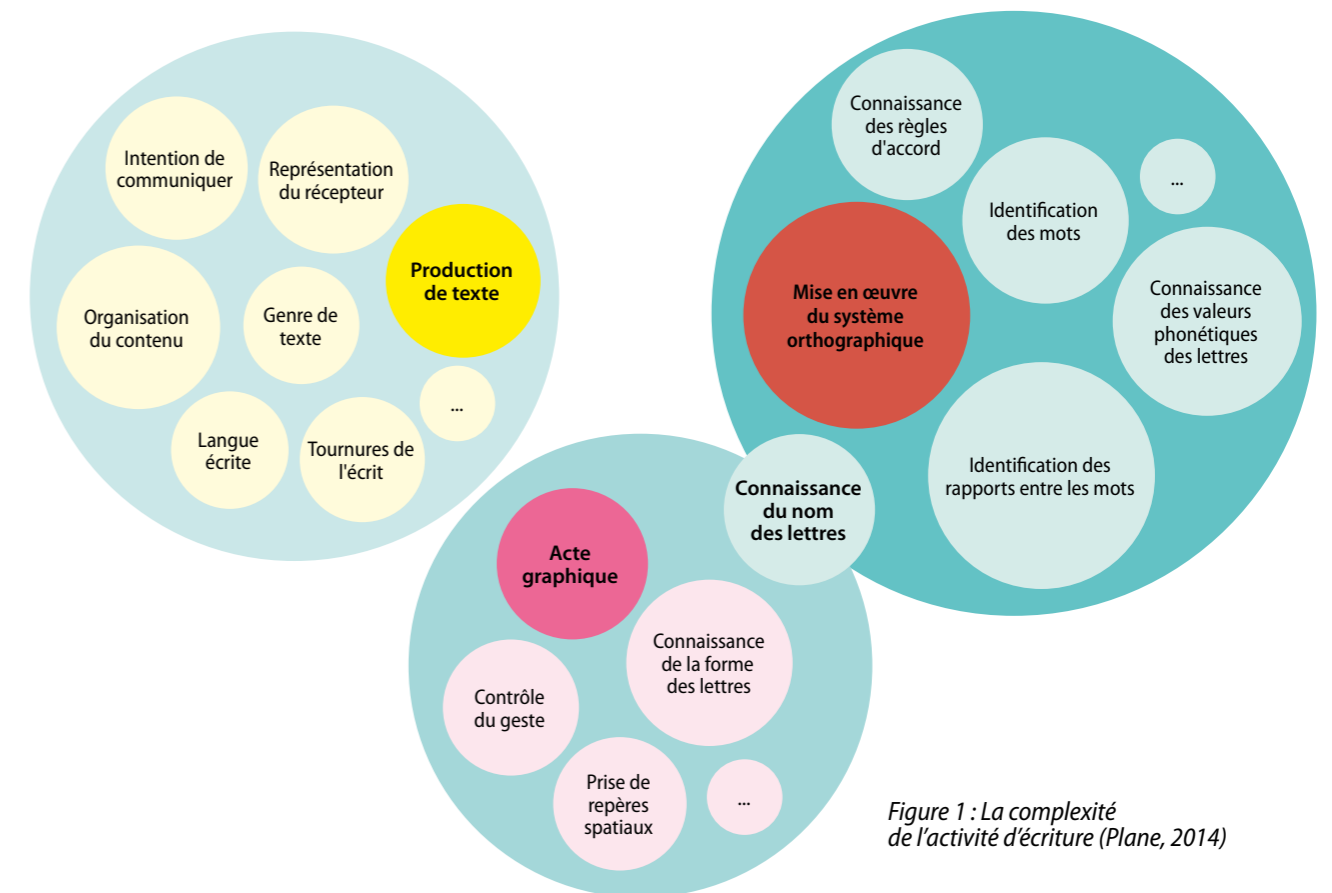 Intention de
communiquer
Représentation
du récepteur
Production
de texte
Organisation
du contenu
Genre de
texte
...
Langue
écrite
Tournures de
l'écrit
Connaissance
des règles
d'accord
Identification
des mots
...
Mise en œuvre
du système
orthographique
Connaissance
des valeurs
phonétiques
des lettres
Identification des
rapports entre les mots
Connaissance
du nom
des lettres
Acte
graphique
Connaissance
de la forme
des lettres
Contrôle
du geste
Prise de
repères
spatiaux
...
Figure 1 : La complexité
de l’activité d’écriture (Plane, 2014)